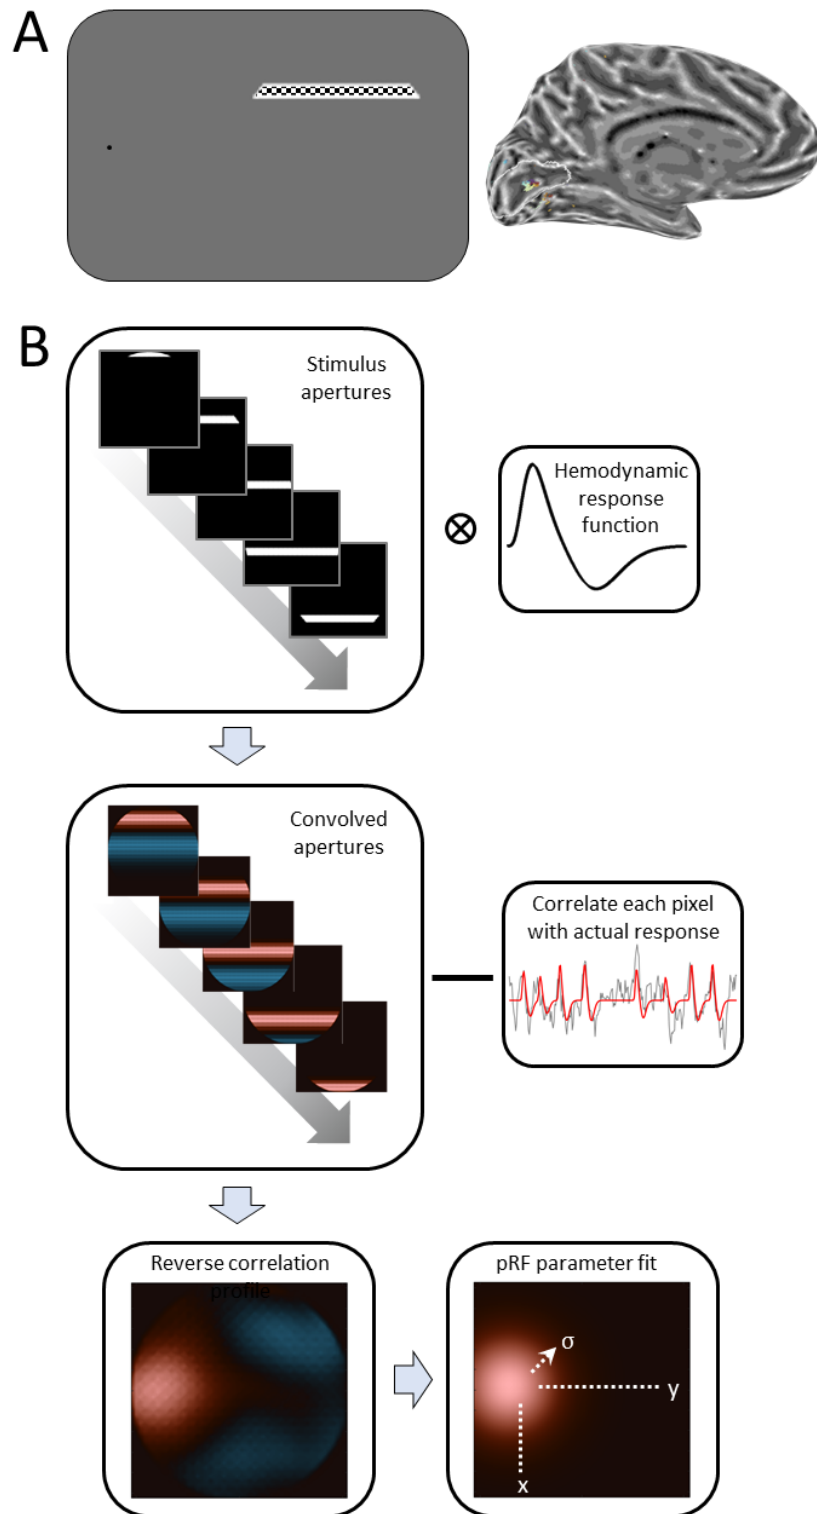 A
B
Stimulus
apertures
Hemodynamic
response
function
Convolved
apertures
Correlate each pixel
with actual response
Reverse correlation
profile
pRF parameter fit
σ
y
x